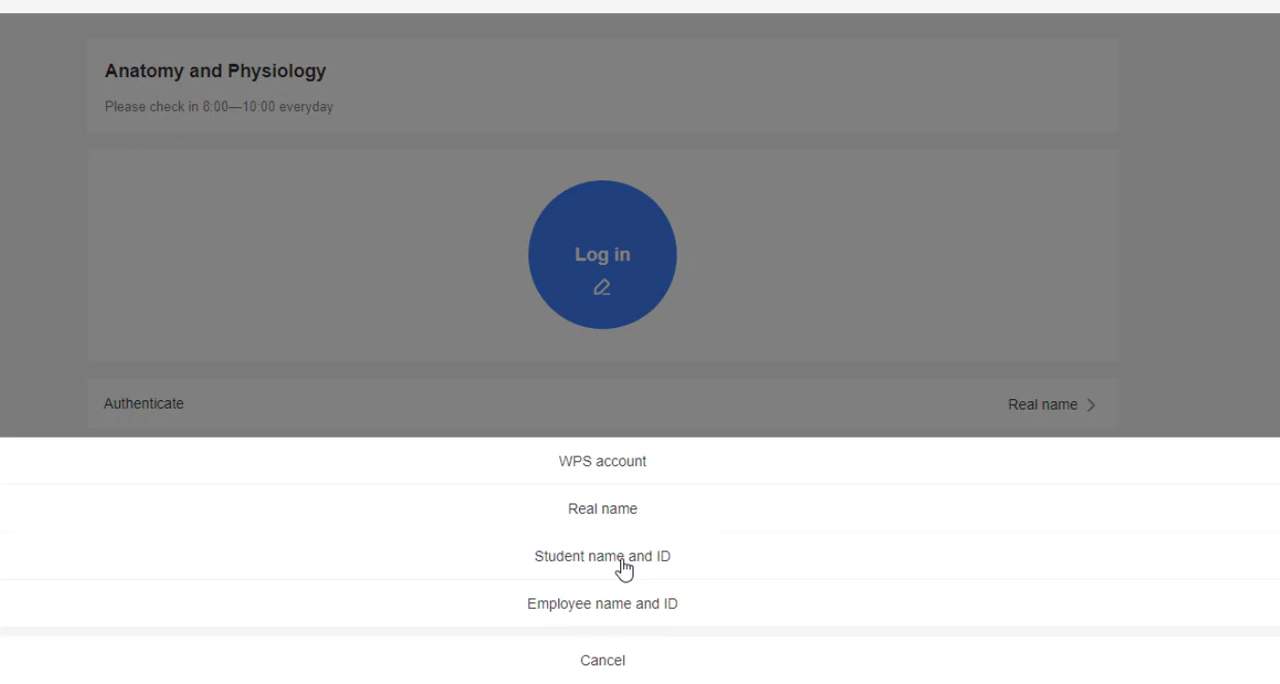 Anatomy and Physiology
Please check in 8:00—10:00 everyday
Log in
Authenticate
Real name
WPS account
Real name
Student name and ID
Employee name and ID
Cancel